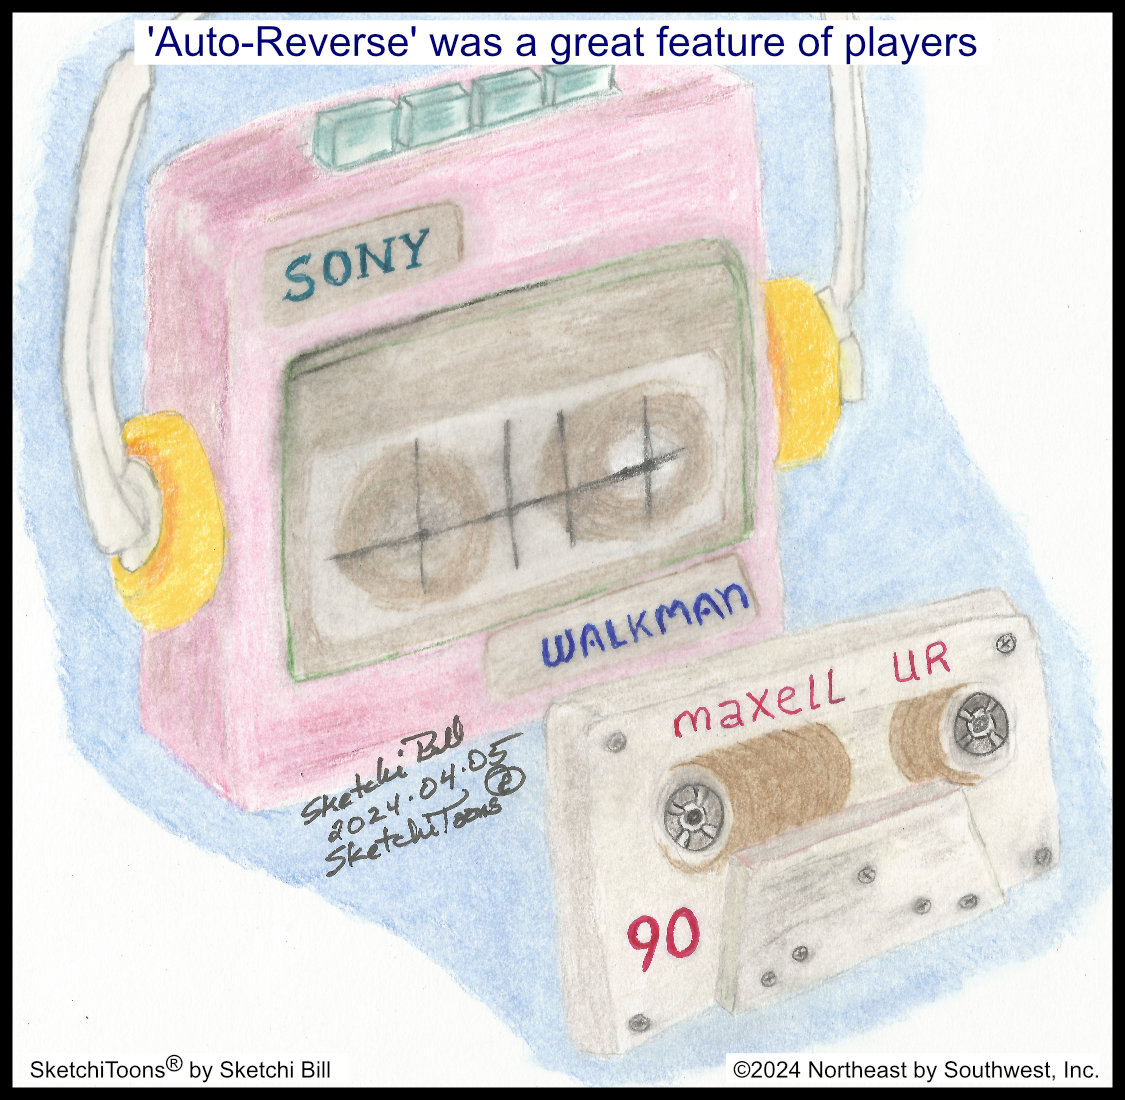 'Auto-Reverse' was a great feature of players
SONY
WALKMAN
maxell UR
90
Sketchi Bill
2024.04.05
SketchiToons ©
SketchiToons® by Sketchi Bill
©2024 Northeast by Southwest, Inc.